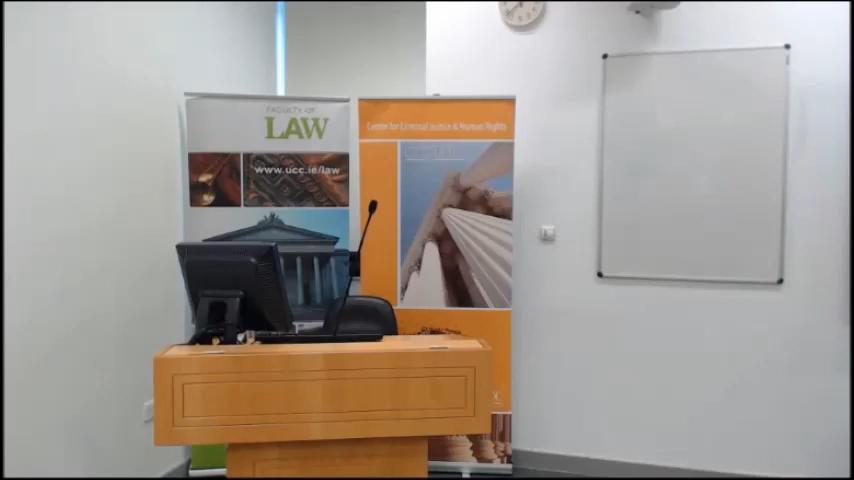 FACULTY OF
LAW
www.ucc.ie/law
Centre for Criminal Justice & Human Rights